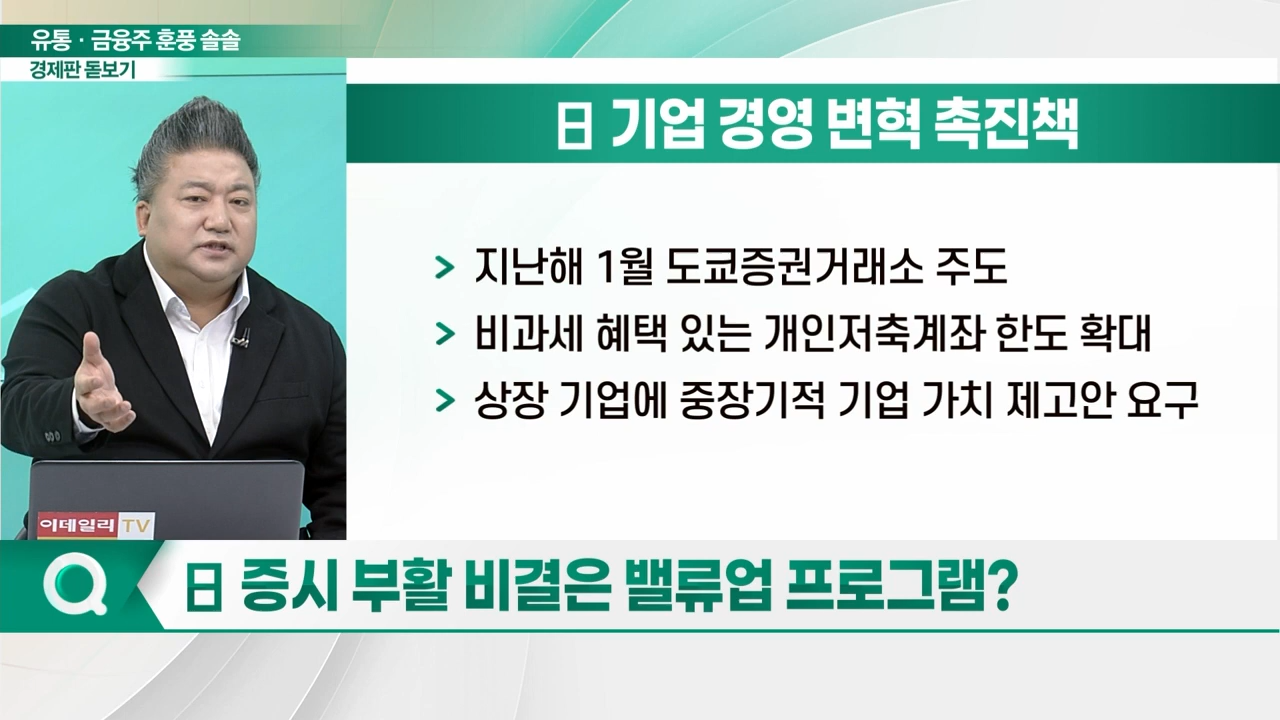 유통·금융주 훈풍 솔솔
경제판 돋보기
日 기업 경영 변혁 촉진책
> 지난해 1월 도쿄증권거래소 주도
> 비과세 혜택 있는 개인저축계좌 한도 확대
> 상장 기업에 중장기적 기업 가치 제고안 요구
이데일리 TV
Q 日 증시 부활 비결은 밸류업 프로그램?